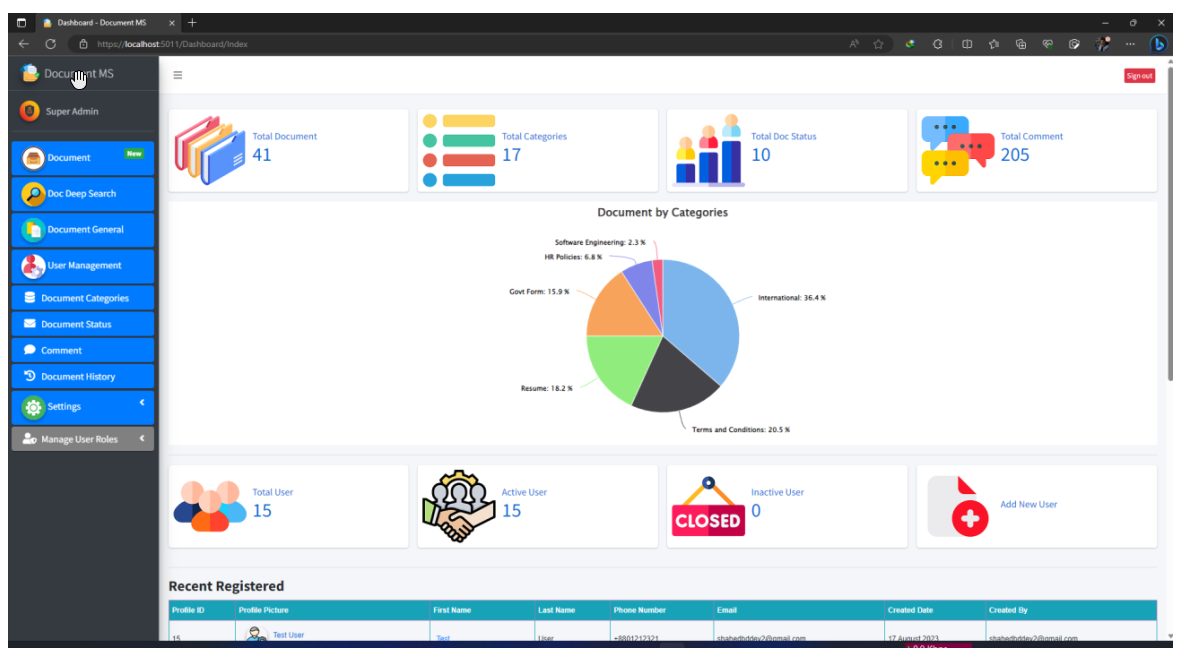 Dashboard - Document MS
https://localhost:5011/Dashboard/Index
Document MS
Sign out
Super Admin
Document New
Doc Deep Search
Document General
User Management
Document Categories
Document Status
Comment
Document History
Settings
Manage User Roles
Total Document
41
Total Categories
17
Total Doc Status
10
Total Comment
205
Document by Categories
Software Engineering: 2.3 %
HR Policies: 6.8 %
Govt Form: 15.9 %
International: 36.4 %
Resume: 18.2 %
Terms and Conditions: 20.5 %
Total User
15
Active User
15
CLOSED
Inactive User
0
Add New User
Recent Registered
Profile ID Profile Picture First Name Last Name Phone Number Email Created Date Created By
15 Test User Test User +8801212321 shahedbddev2@gmail.com 17 August 2023 shahedbddev2@gmail.com